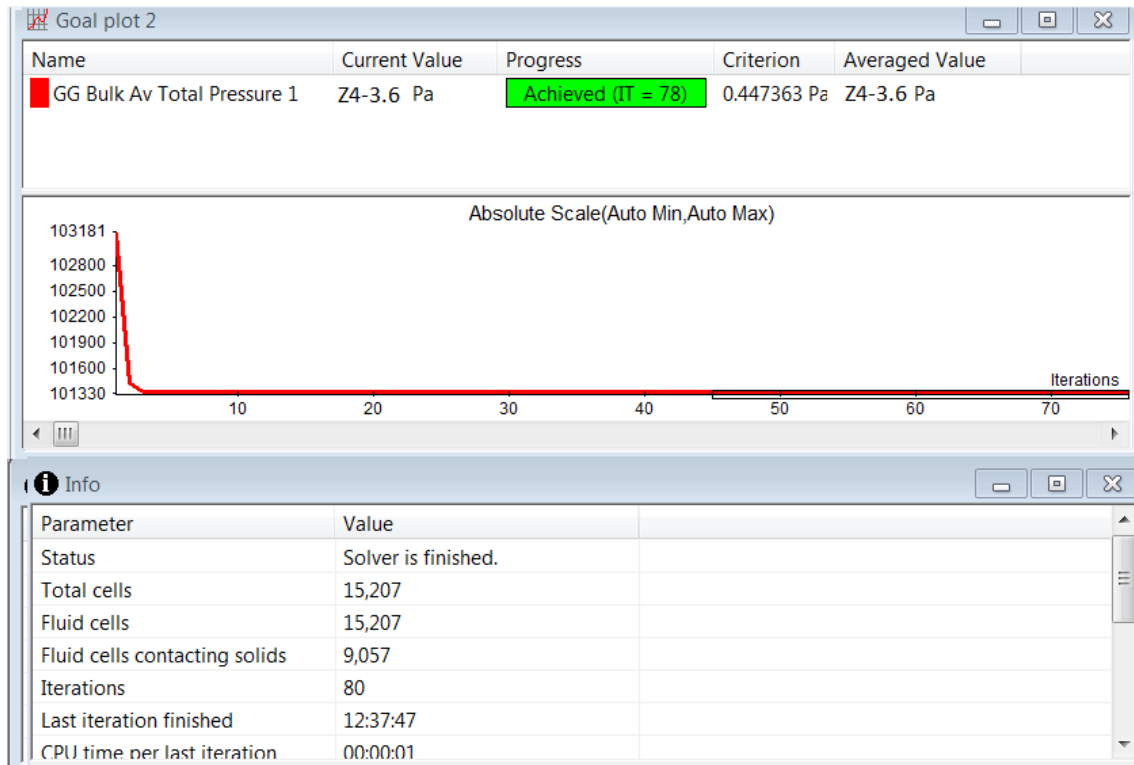 Goal plot 2
Name Current Value Progress Criterion Averaged Value
GG Bulk Av Total Pressure 1 Z4-3.6 Pa Achieved (IT = 78) 0.447363 Pa Z4-3.6 Pa
Absolute Scale(Auto Min,Auto Max)
103181
102800
102500
102200
101900
101600
101330
Iterations
10 20 30 40 50 60 70
Info
Parameter Value
Status Solver is finished.
Total cells 15,207
Fluid cells 15,207
Fluid cells contacting solids 9,057
Iterations 80
Last iteration finished 12:37:47
CPU time per last iteration 00:00:01